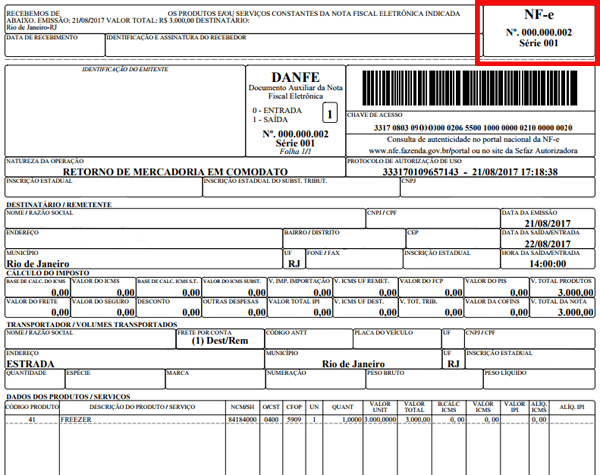 RECEBEMOS DE OS PRODUTOS E/OU SERVIÇOS CONSTANTES DA NOTA FISCAL ELETRÔNICA INDICADA
ABAIXO. EMISSÃO: 21/08/2017 VALOR TOTAL: R$ 3.000,00 DESTINATÁRIO:
Rio de Janeiro-RJ
DATA DE RECEBIMENTO IDENTIFICAÇÃO E ASSINATURA DO RECEBEDOR
NF-e
Nº. 000.000.002
Série 001
IDENTIFICAÇÃO DO EMITENTE
DANFE
Documento Auxiliar da Nota
Fiscal Eletrônica
0 - ENTRADA
1 - SAÍDA
1
Nº. 000.000.002
Série 001
Folha 1/1
CHAVE DE ACESSO
Consulta de autenticidade no portal nacional da NF-e
www.nfe.fazenda.gov.br/portal ou no site da Sefaz Autorizadora
NATUREZA DA OPERAÇÃO PROTOCOLO DE AUTORIZAÇÃO DE USO
RETORNO DE MERCADORIA EM COMODATO 333170109657143 - 21/08/2017 17:18:38
INSCRIÇÃO ESTADUAL INSCRIÇÃO ESTADUAL DO SUBST. TRIBUT. CNPJ
DESTINATÁRIO / REMETENTE
NOME / RAZÃO SOCIAL CNPJ / CPF DATA DA EMISSÃO
21/08/2017
ENDEREÇO BAIRRO / DISTRITO CEP DATA DA SAÍDA/ENTRADA
22/08/2017
MUNICÍPIO UF FONE / FAX INSCRIÇÃO ESTADUAL HORA DA SAÍDA/ENTRADA
Rio de Janeiro RJ 14:00:00
CÁLCULO DO IMPOSTO
BASE DE CALC. DO ICMS VALOR DO ICMS BASE DE CALC. ICMS S.T. VALOR DO ICMS SUBST. V. IMP. IMPORTAÇÃO V. ICMS UF REMET. VALOR DO FCP VALOR DO PIS V. TOTAL PRODUTOS
0,00 0,00 0,00 0,00 0,00 0,00 0,00 0,00 3.000,00
VALOR DO FRETE VALOR DO SEGURO DESCONTO OUTRAS DESPESAS VALOR TOTAL IPI V. ICMS UF DEST. V. TOT. TRIB. VALOR DA COFINS V. TOTAL DA NOTA
0,00 0,00 0,00 0,00 0,00 0,00 0,00 0,00 3.000,00
TRANSPORTADOR / VOLUMES TRANSPORTADOS
NOME / RAZÃO SOCIAL FRETE POR CONTA CÓDIGO ANTT PLACA DO VEÍCULO UF CNPJ / CPF
(1) Dest/Rem
ENDEREÇO MUNICÍPIO UF INSCRIÇÃO ESTADUAL
ESTRADA Rio de Janeiro RJ
QUANTIDADE ESPÉCIE MARCA NUMERAÇÃO PESO BRUTO PESO LÍQUIDO
DADOS DOS PRODUTOS / SERVIÇOS
CÓDIGO PRODUTO DESCRIÇÃO DO PRODUTO / SERVIÇO NCM/SH O/CST CFOP UN QUANT VALOR UNIT VALOR TOTAL B.CALC ICMS VALOR ICMS VALOR IPI ALÍQ. ICMS ALÍQ. IPI
41 FREEZER 84184000 0400 5909 1 1,0000 3.000,0000 3.000,00 0,00 0,00 0,00